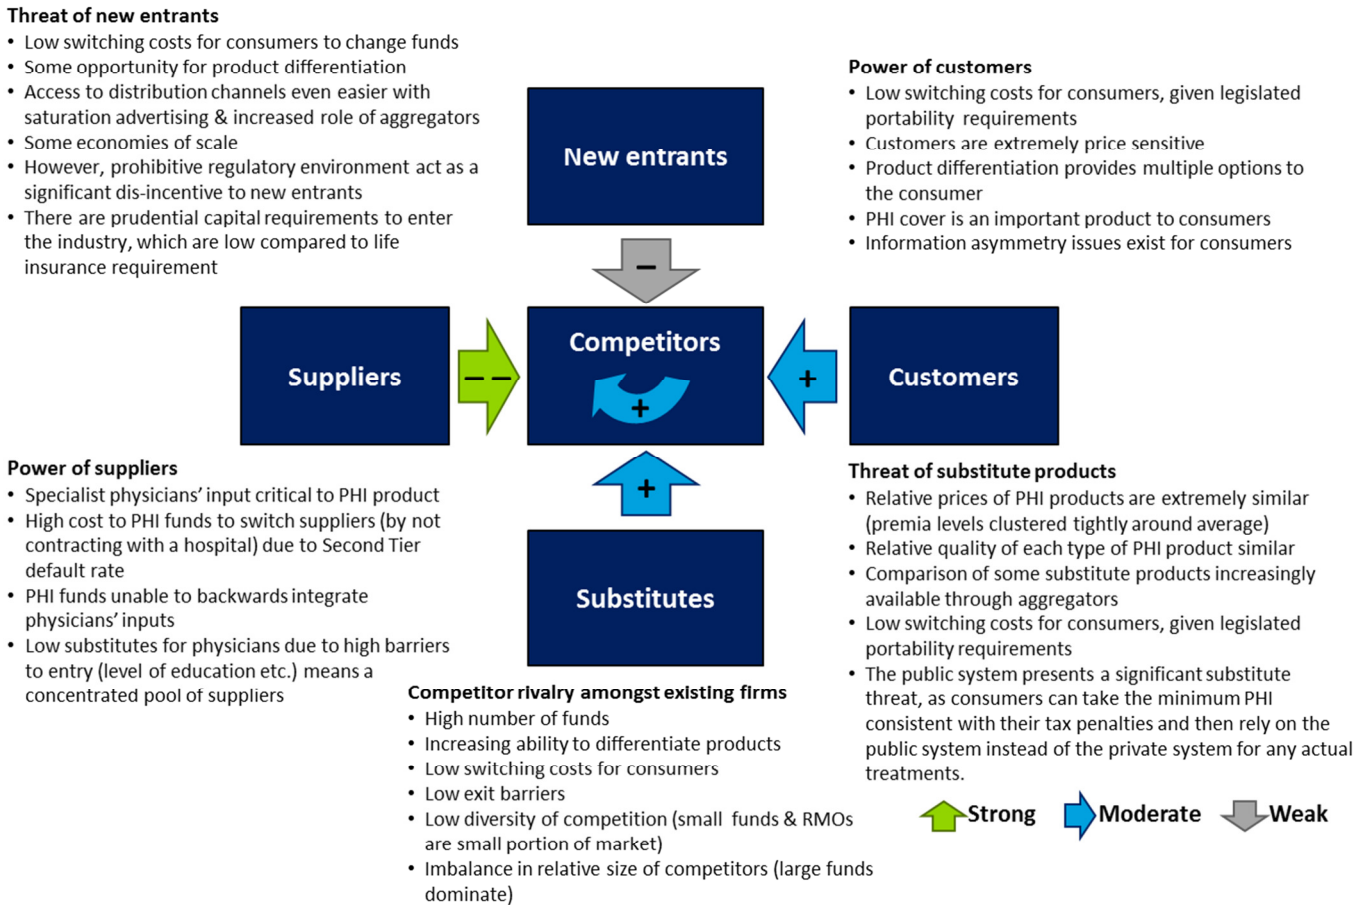 Threat of new entrants
• Low switching costs for consumers to change funds
• Some opportunity for product differentiation
• Access to distribution channels even easier with
saturation advertising & increased role of aggregators
• Some economies of scale
• However, prohibitive regulatory environment act as a
significant dis-incentive to new entrants
• There are prudential capital requirements to enter
the industry, which are low compared to life
insurance requirement
New entrants
–
Power of customers
• Low switching costs for consumers, given legislated
portability requirements
• Customers are extremely price sensitive
• Product differentiation provides multiple options to
the consumer
• PHI cover is an important product to consumers
• Information asymmetry issues exist for consumers
Suppliers
– –
Competitors
+
+
Customers
Power of suppliers
• Specialist physicians' input critical to PHI product
• High cost to PHI funds to switch suppliers (by not
contracting with a hospital) due to Second Tier
default rate
• PHI funds unable to backwards integrate
physicians' inputs
• Low substitutes for physicians due to high barriers
to entry (level of education etc.) means a
concentrated pool of suppliers
+
Substitutes
Threat of substitute products
• Relative prices of PHI products are extremely similar
(premia levels clustered tightly around average)
• Relative quality of each type of PHI product similar
• Comparison of some substitute products increasingly
available through aggregators
• Low switching costs for consumers, given legislated
portability requirements
• The public system presents a significant substitute
threat, as consumers can take the minimum PHI
consistent with their tax penalties and then rely on the
public system instead of the private system for any actual
treatments.
Competitor rivalry amongst existing firms
• High number of funds
• Increasing ability to differentiate products
• Low switching costs for consumers
• Low exit barriers
• Low diversity of competition (small funds & RMOs
are small portion of market)
• Imbalance in relative size of competitors (large funds
dominate)
Strong
Moderate
Weak